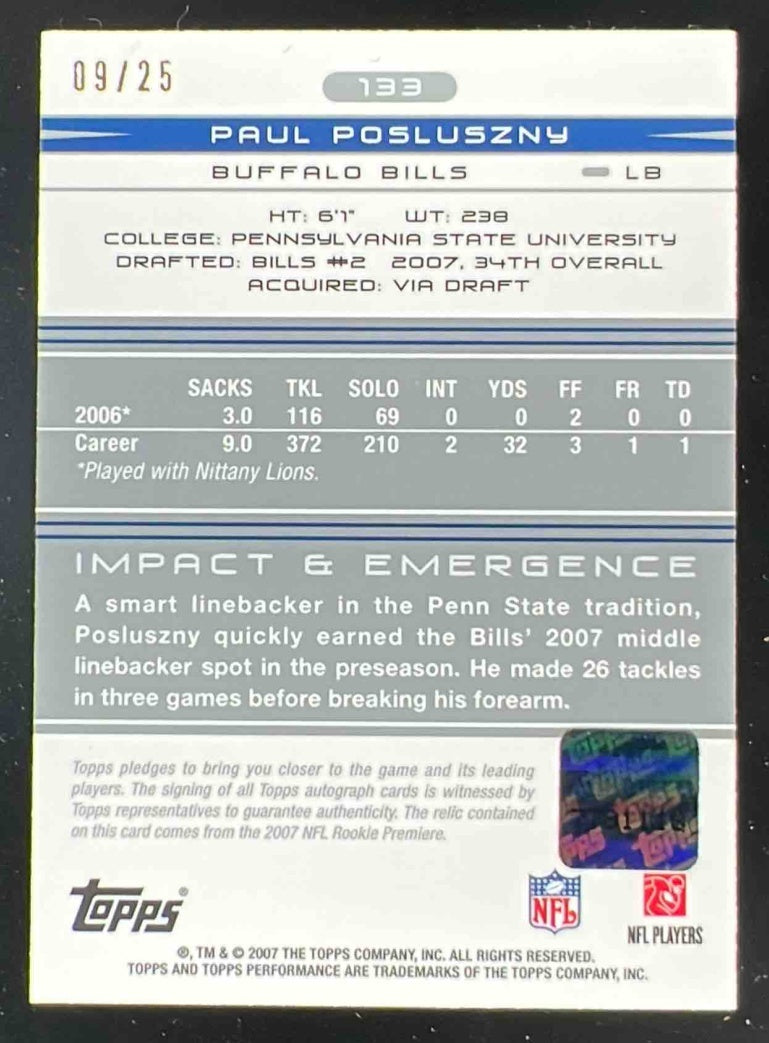 09/25
133
PAUL POSLUSZNY
BUFFALO BILLS LB
HT: 6'1" WT: 238
COLLEGE: PENNSYLVANIA STATE UNIVERSITY
DRAFTED: BILLS #2 2007, 34TH OVERALL
ACQUIRED: VIA DRAFT
SACKS TKL SOLO INT YDS FF FR TD
2006* 3.0 116 69 0 0 2 0 0
Career 9.0 372 210 2 32 3 1 1
*Played with Nittany Lions.
IMPACT & EMERGENCE
A smart linebacker in the Penn State tradition,
Posluszny quickly earned the Bills' 2007 middle
linebacker spot in the preseason. He made 26 tackles
in three games before breaking his forearm.
Topps pledges to bring you closer to the game and its leading
players. The signing of all Topps autograph cards is witnessed by
Topps representatives to guarantee authenticity. The relic contained
on this card comes from the 2007 NFL Rookie Premiere.
Topps®
NFL
NFL PLAYERS
®, TM & © 2007 THE TOPPS COMPANY, INC. ALL RIGHTS RESERVED.
TOPPS AND TOPPS PERFORMANCE ARE TRADEMARKS OF THE TOPPS COMPANY, INC.